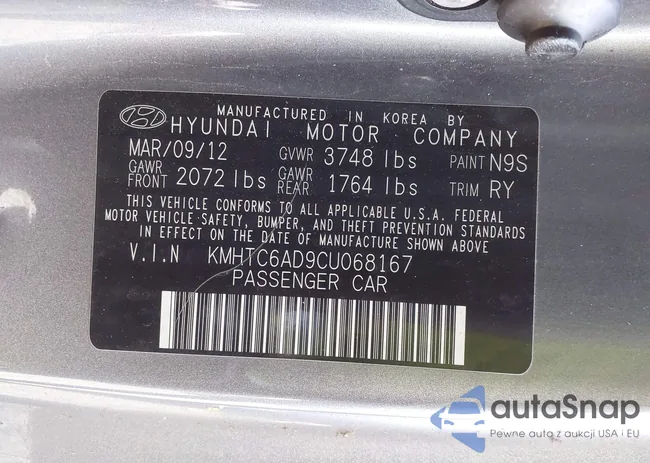 MANUFACTURED IN KOREA BY
HYUNDAI MOTOR COMPANY
MAR/09/12 GVWR 3748 lbs PAINT N9S
GAWR FRONT 2072 lbs GAWR REAR 1764 lbs TRIM RY
THIS VEHICLE CONFORMS TO ALL APPLICABLE U.S.A. FEDERAL
MOTOR VEHICLE SAFETY, BUMPER, AND THEFT PREVENTION STANDARDS
IN EFFECT ON THE DATE OF MANUFACTURE SHOWN ABOVE
V.I.N KMHTC6AD9CU068167
PASSENGER CAR
autaSnap
Pewne auta z aukcji USA i EU